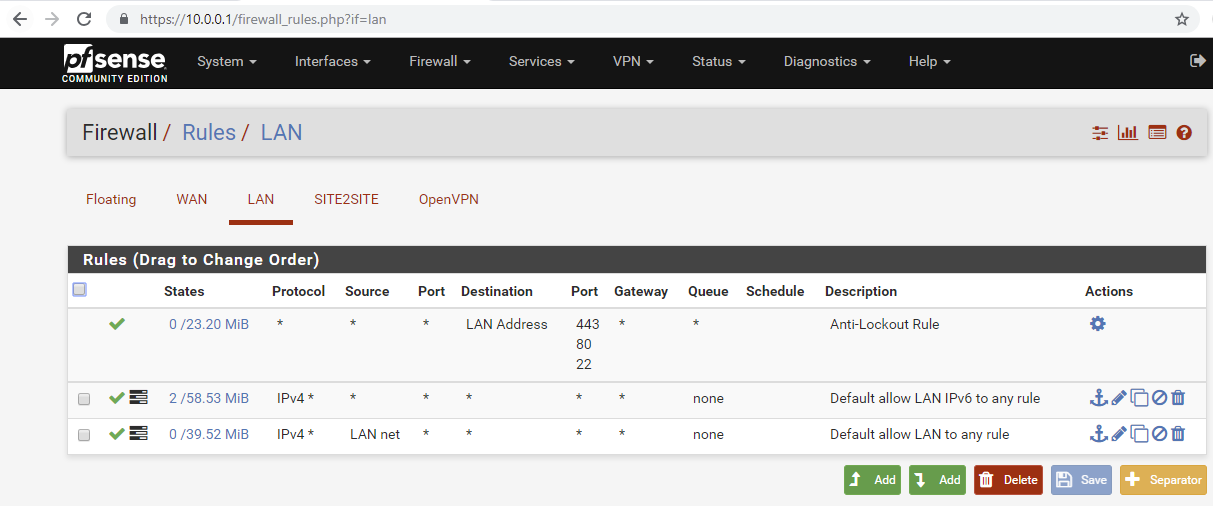 https://10.0.0.1/firewall_rules.php?if=lan
pfsense
COMMUNITY EDITION
System Interfaces Firewall Services VPN Status Diagnostics Help
Firewall / Rules / LAN
Floating WAN LAN SITE2SITE OpenVPN
Rules (Drag to Change Order)
States Protocol Source Port Destination Port Gateway Queue Schedule Description Actions
0 /23.20 MiB * * * LAN Address 443 * * Anti-Lockout Rule
80
22
2 /58.53 MiB IPv4 * * * * * * none Default allow LAN IPv6 to any rule
0 /39.52 MiB IPv4 * LAN net * * * * none Default allow LAN to any rule
Add Add Delete Save Separator